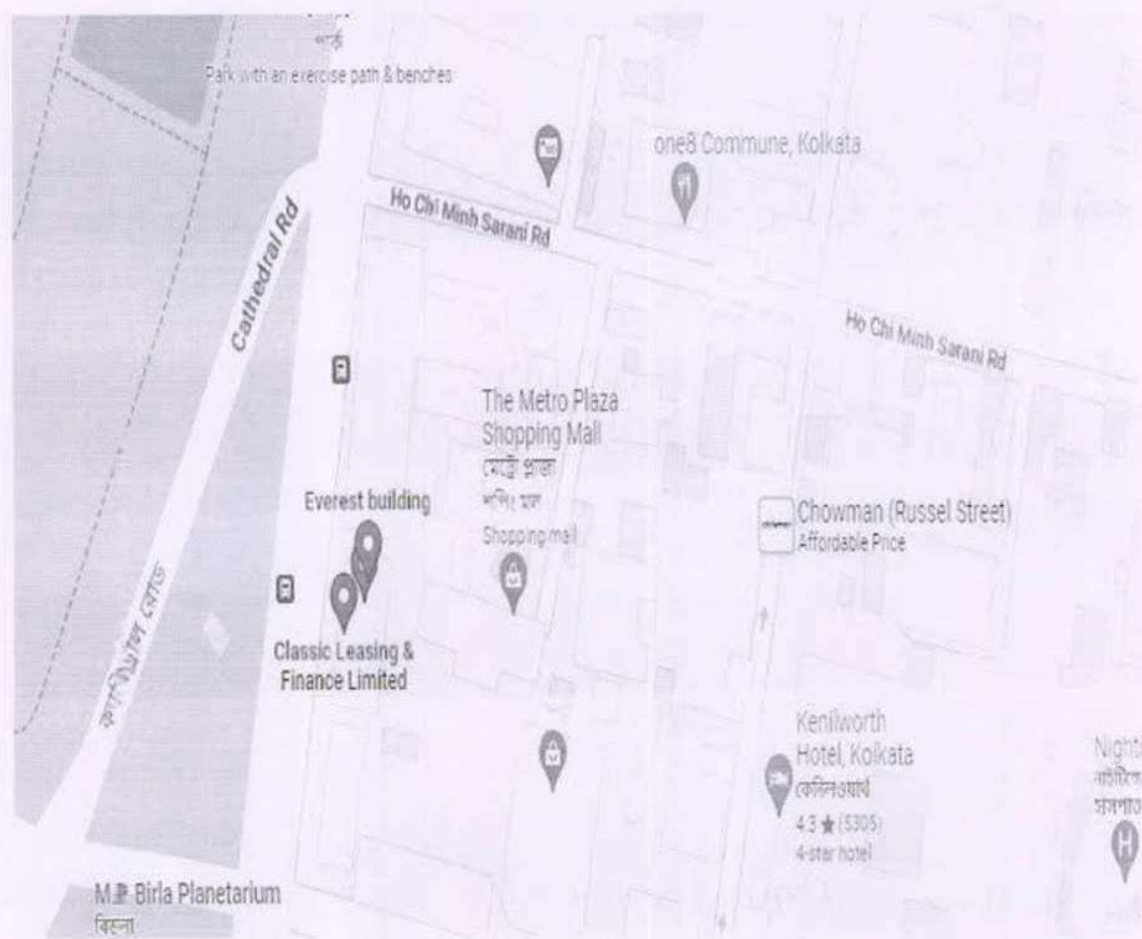 পার্ক
Park with an exercise path & benches
one8 Commune, Kolkata
Ho Chi Minh Sarani Rd
Cathedral Rd
Ho Chi Minh Sarani Rd
The Metro Plaza
Shopping Mall
মেট্রো প্লাজা
শপিং মল
Shopping mall
Everest building
Chowman (Russel Street)
Affordable Price
ক্যাথিড্রাল রোড
Classic Leasing &
Finance Limited
Kenilworth
Hotel, Kolkata
কেনিলওয়ার্থ
4.3 ★ (5305)
4-star hotel
H
M P Birla Planetarium
বিড়লা